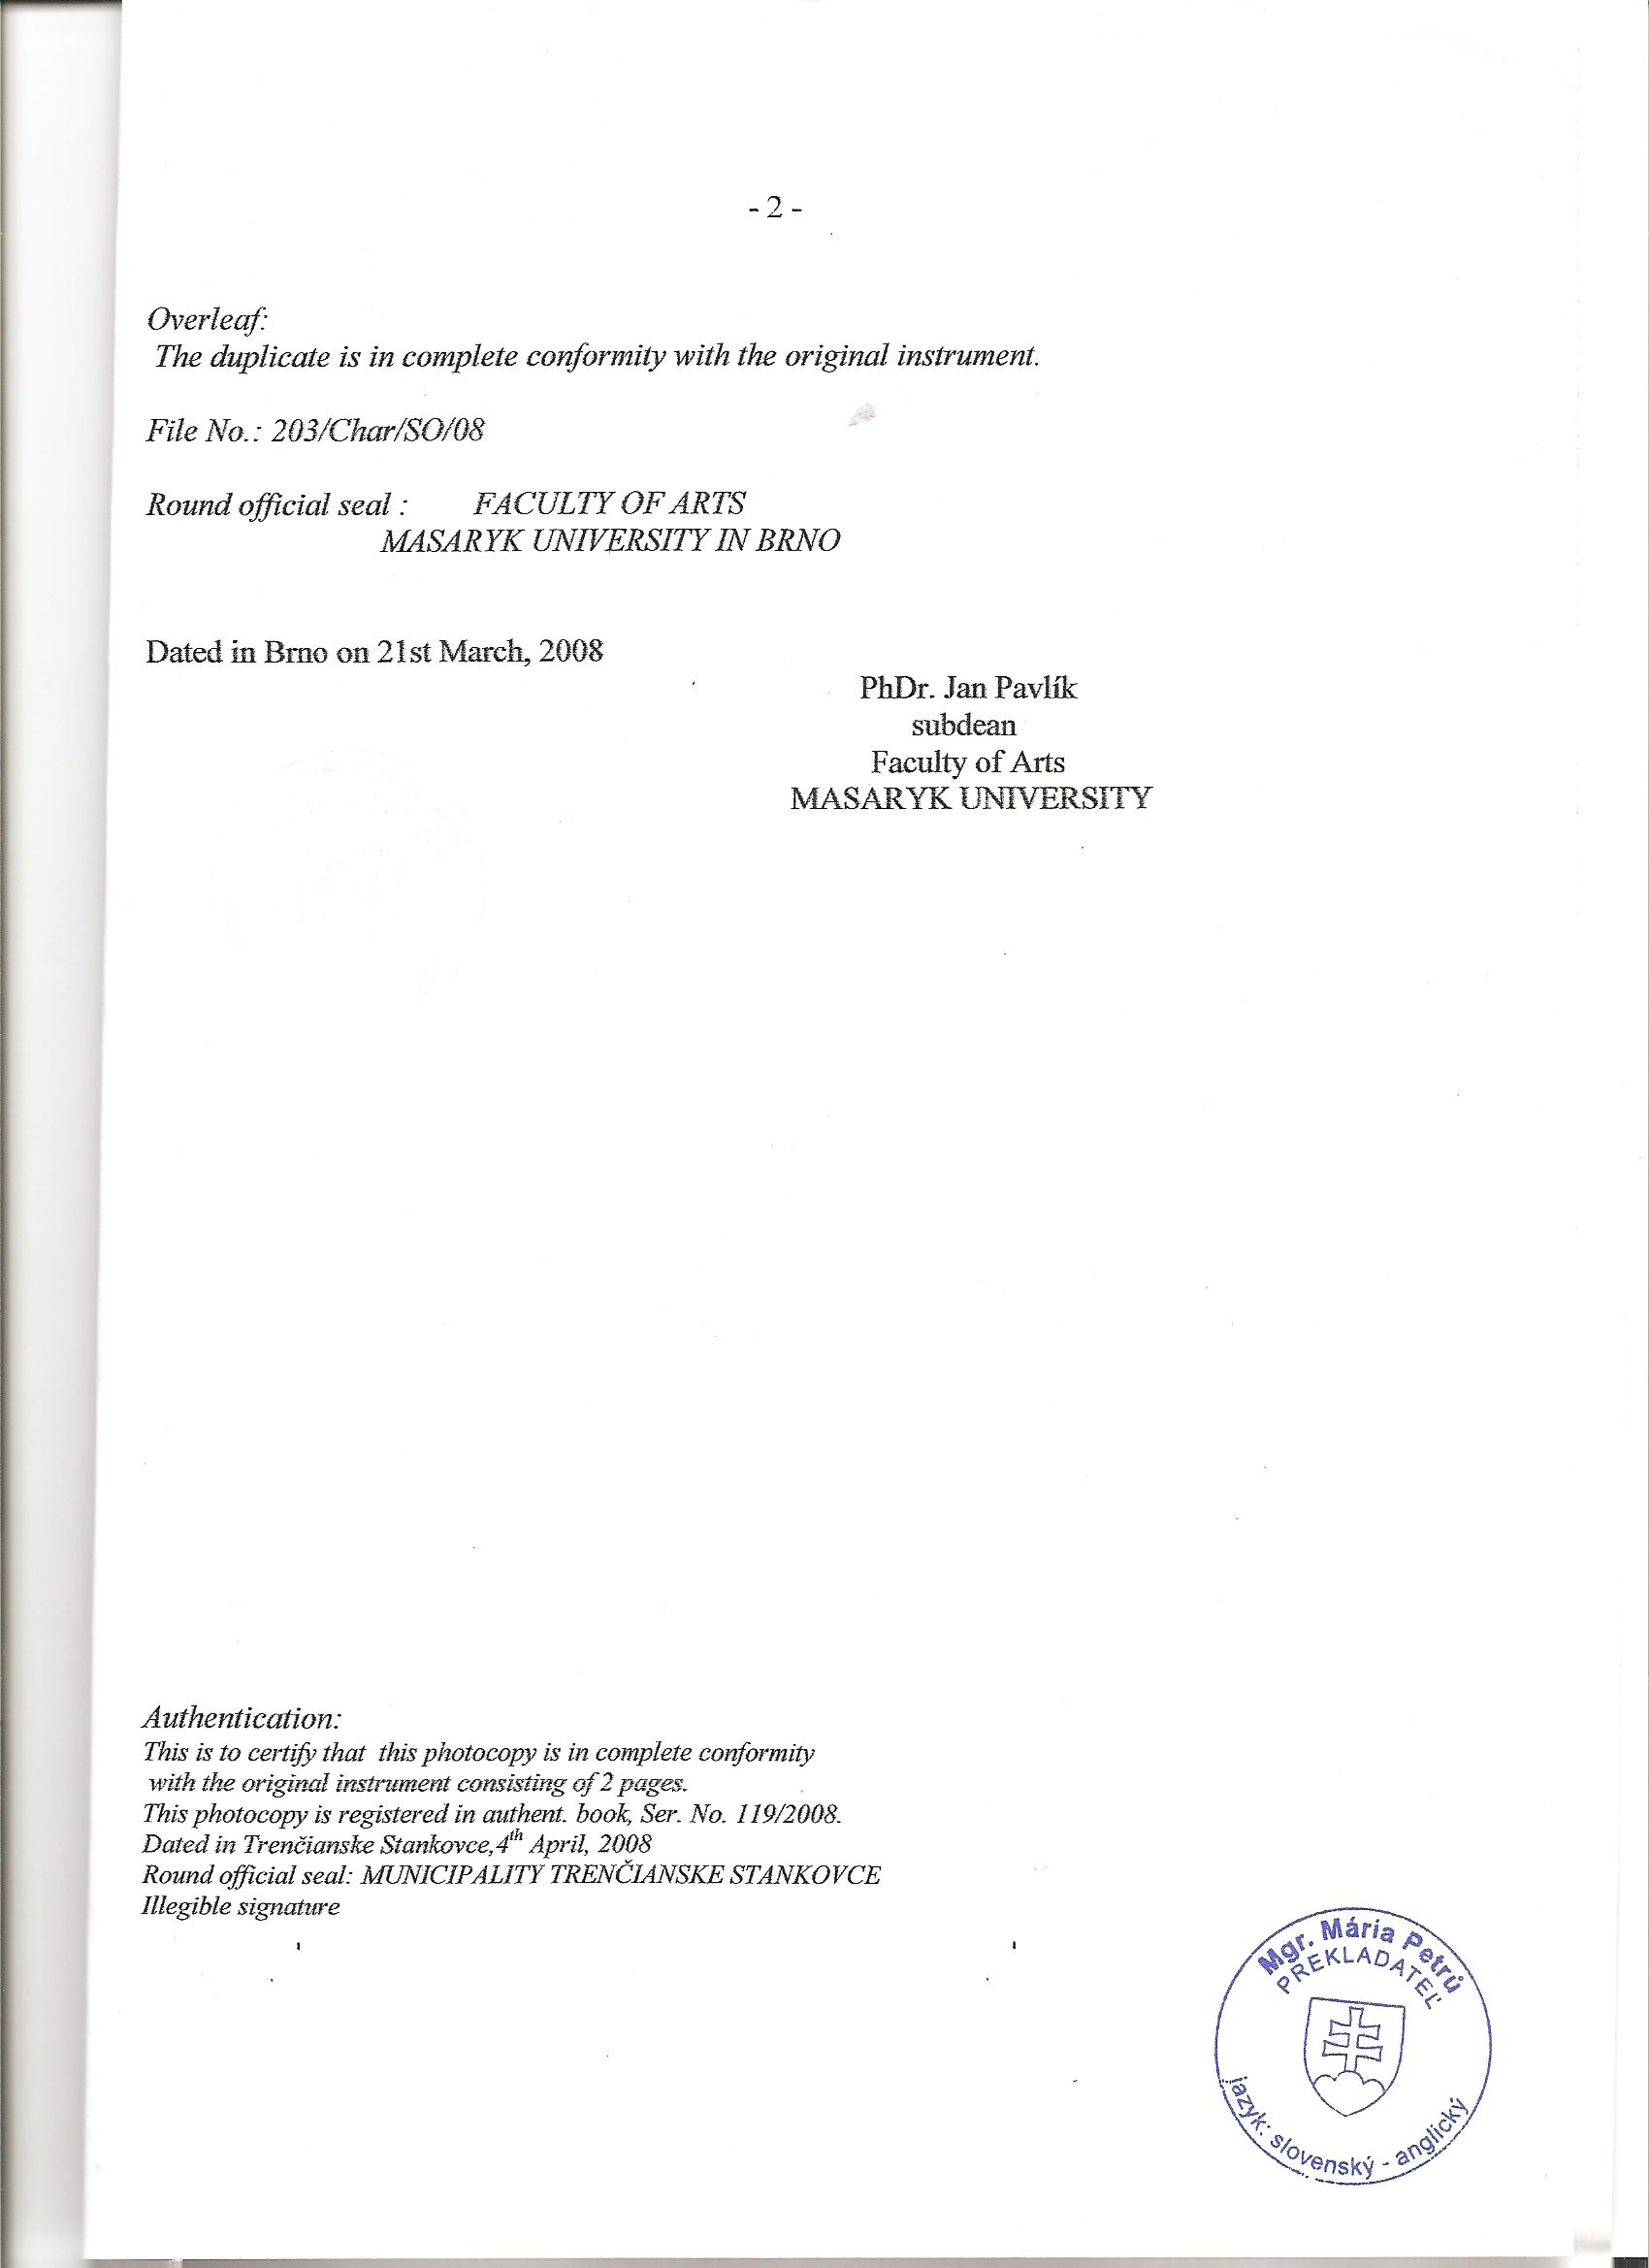 - 2 -
Overleaf:
The duplicate is in complete conformity with the original instrument.
File No.: 203/Char/SO/08
Round official seal : FACULTY OF ARTS
MASARYK UNIVERSITY IN BRNO
Dated in Brno on 21st March, 2008
PhDr. Jan Pavlík
subdean
Faculty of Arts
MASARYK UNIVERSITY
Authentication:
This is to certify that this photocopy is in complete conformity
with the original instrument consisting of 2 pages.
This photocopy is registered in authent. book, Ser. No. 119/2008.
Dated in Trenčianske Stankovce,4th April, 2008
Round official seal: MUNICIPALITY TRENČIANSKE STANKOVCE
Illegible signature
Mgr. Mária Petrů
PREKLADATEĽ
jazyk: slovenský - anglický